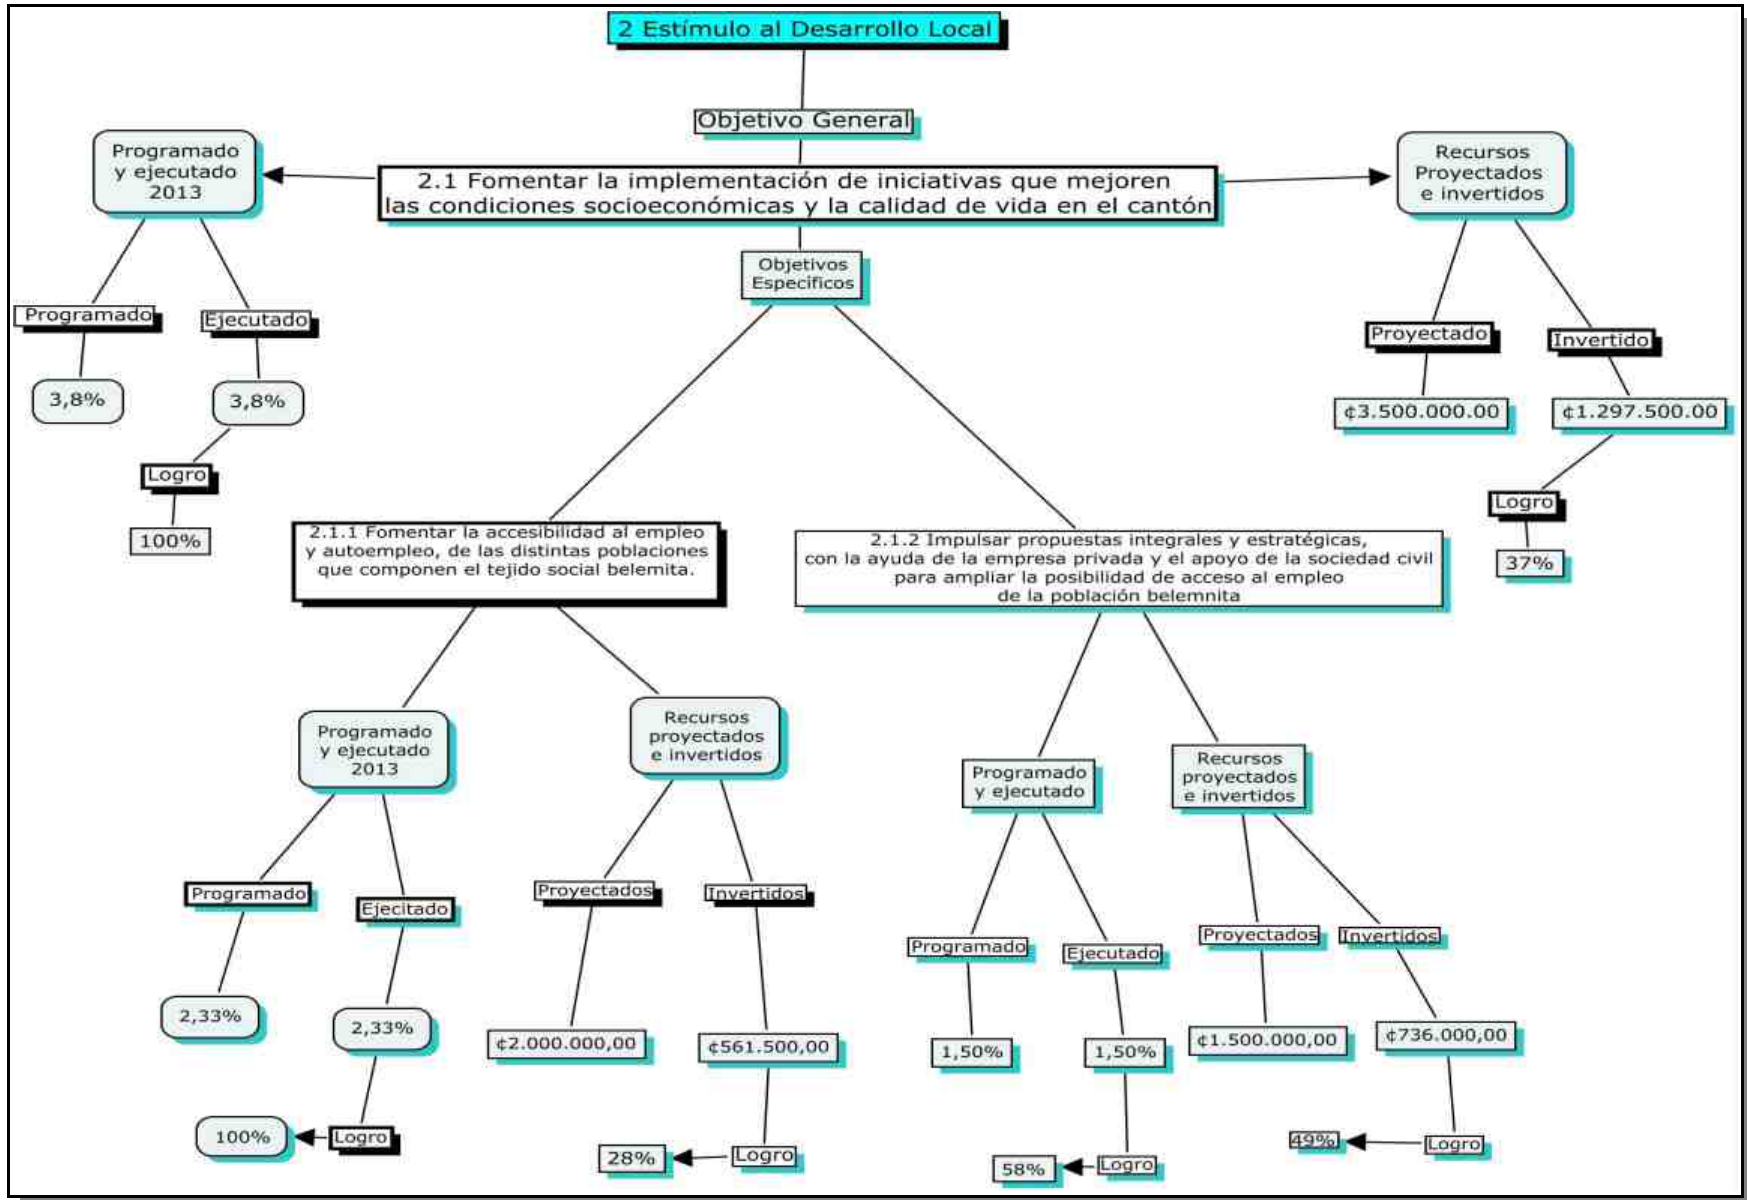 2 Estímulo al Desarrollo Local
Objetivo General
2.1 Fomentar la implementación de iniciativas que mejoren
las condiciones socioeconómicas y la calidad de vida en el cantón
Programado
y ejecutado
2013
Programado
3,8%
Ejecutado
3,8%
Logro
100%
Recursos
Proyectados
e invertidos
Proyectado
¢3.500.000.00
Invertido
¢1.297.500.00
Logro
37%
Objetivos
Específicos
2.1.1 Fomentar la accesibilidad al empleo
y autoempleo, de las distintas poblaciones
que componen el tejido social belemita.
Programado
y ejecutado
2013
Programado
2,33%
Ejecitado
2,33%
Logro
100%
Recursos
proyectados
e invertidos
Proyectados
¢2.000.000,00
Invertidos
¢561.500,00
Logro
28%
2.1.2 Impulsar propuestas integrales y estratégicas,
con la ayuda de la empresa privada y el apoyo de la sociedad civil
para ampliar la posibilidad de acceso al empleo
de la población belemnita
Programado
y ejecutado
Programado
1,50%
Ejecutado
1,50%
Logro
58%
Recursos
proyectados
e invertidos
Proyectados
¢1.500.000,00
Invertidos
¢736.000,00
Logro
49%